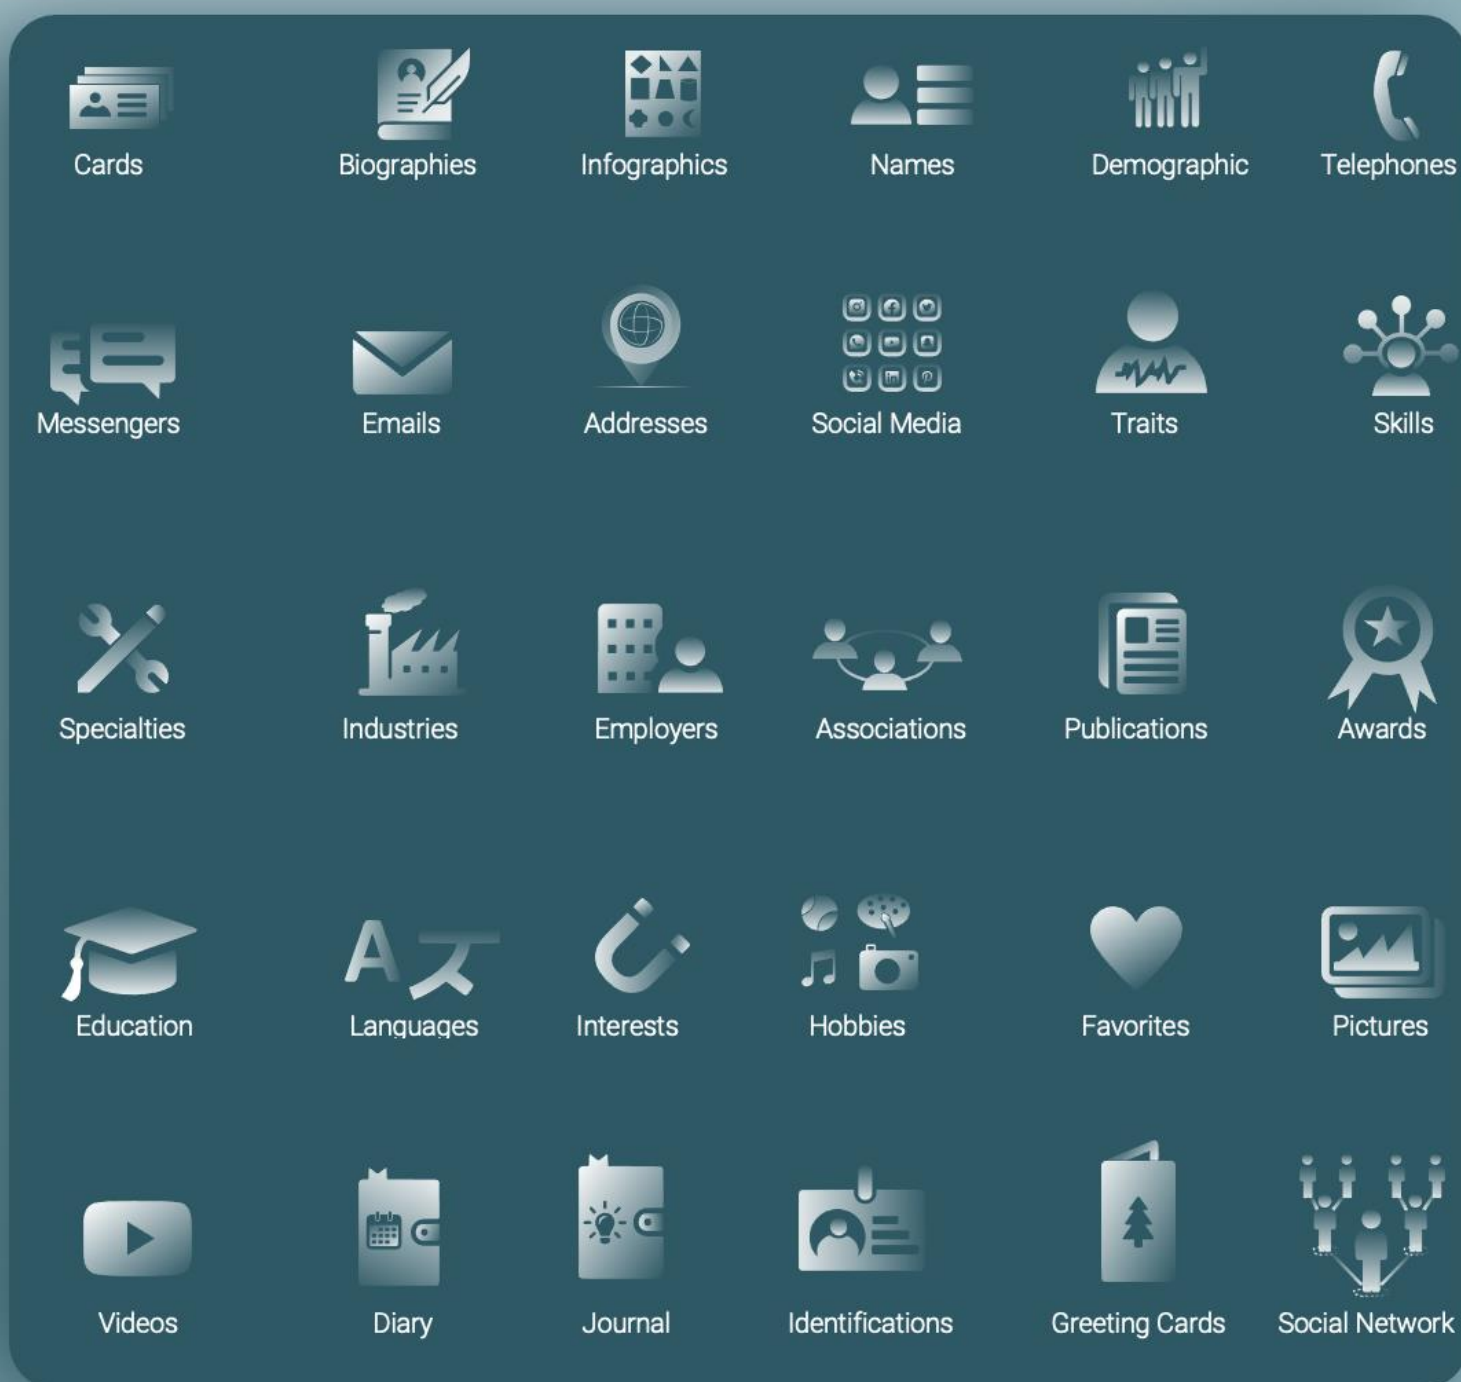 Cards
Biographies
Infographics
Names
Demographic
Telephones
Messengers
Emails
Addresses
Social Media
Traits
Skills
Specialties
Industries
Employers
Associations
Publications
Awards
Education
Languages
Interests
Hobbies
Favorites
Pictures
Videos
Diary
Journal
Identifications
Greeting Cards
Social Network